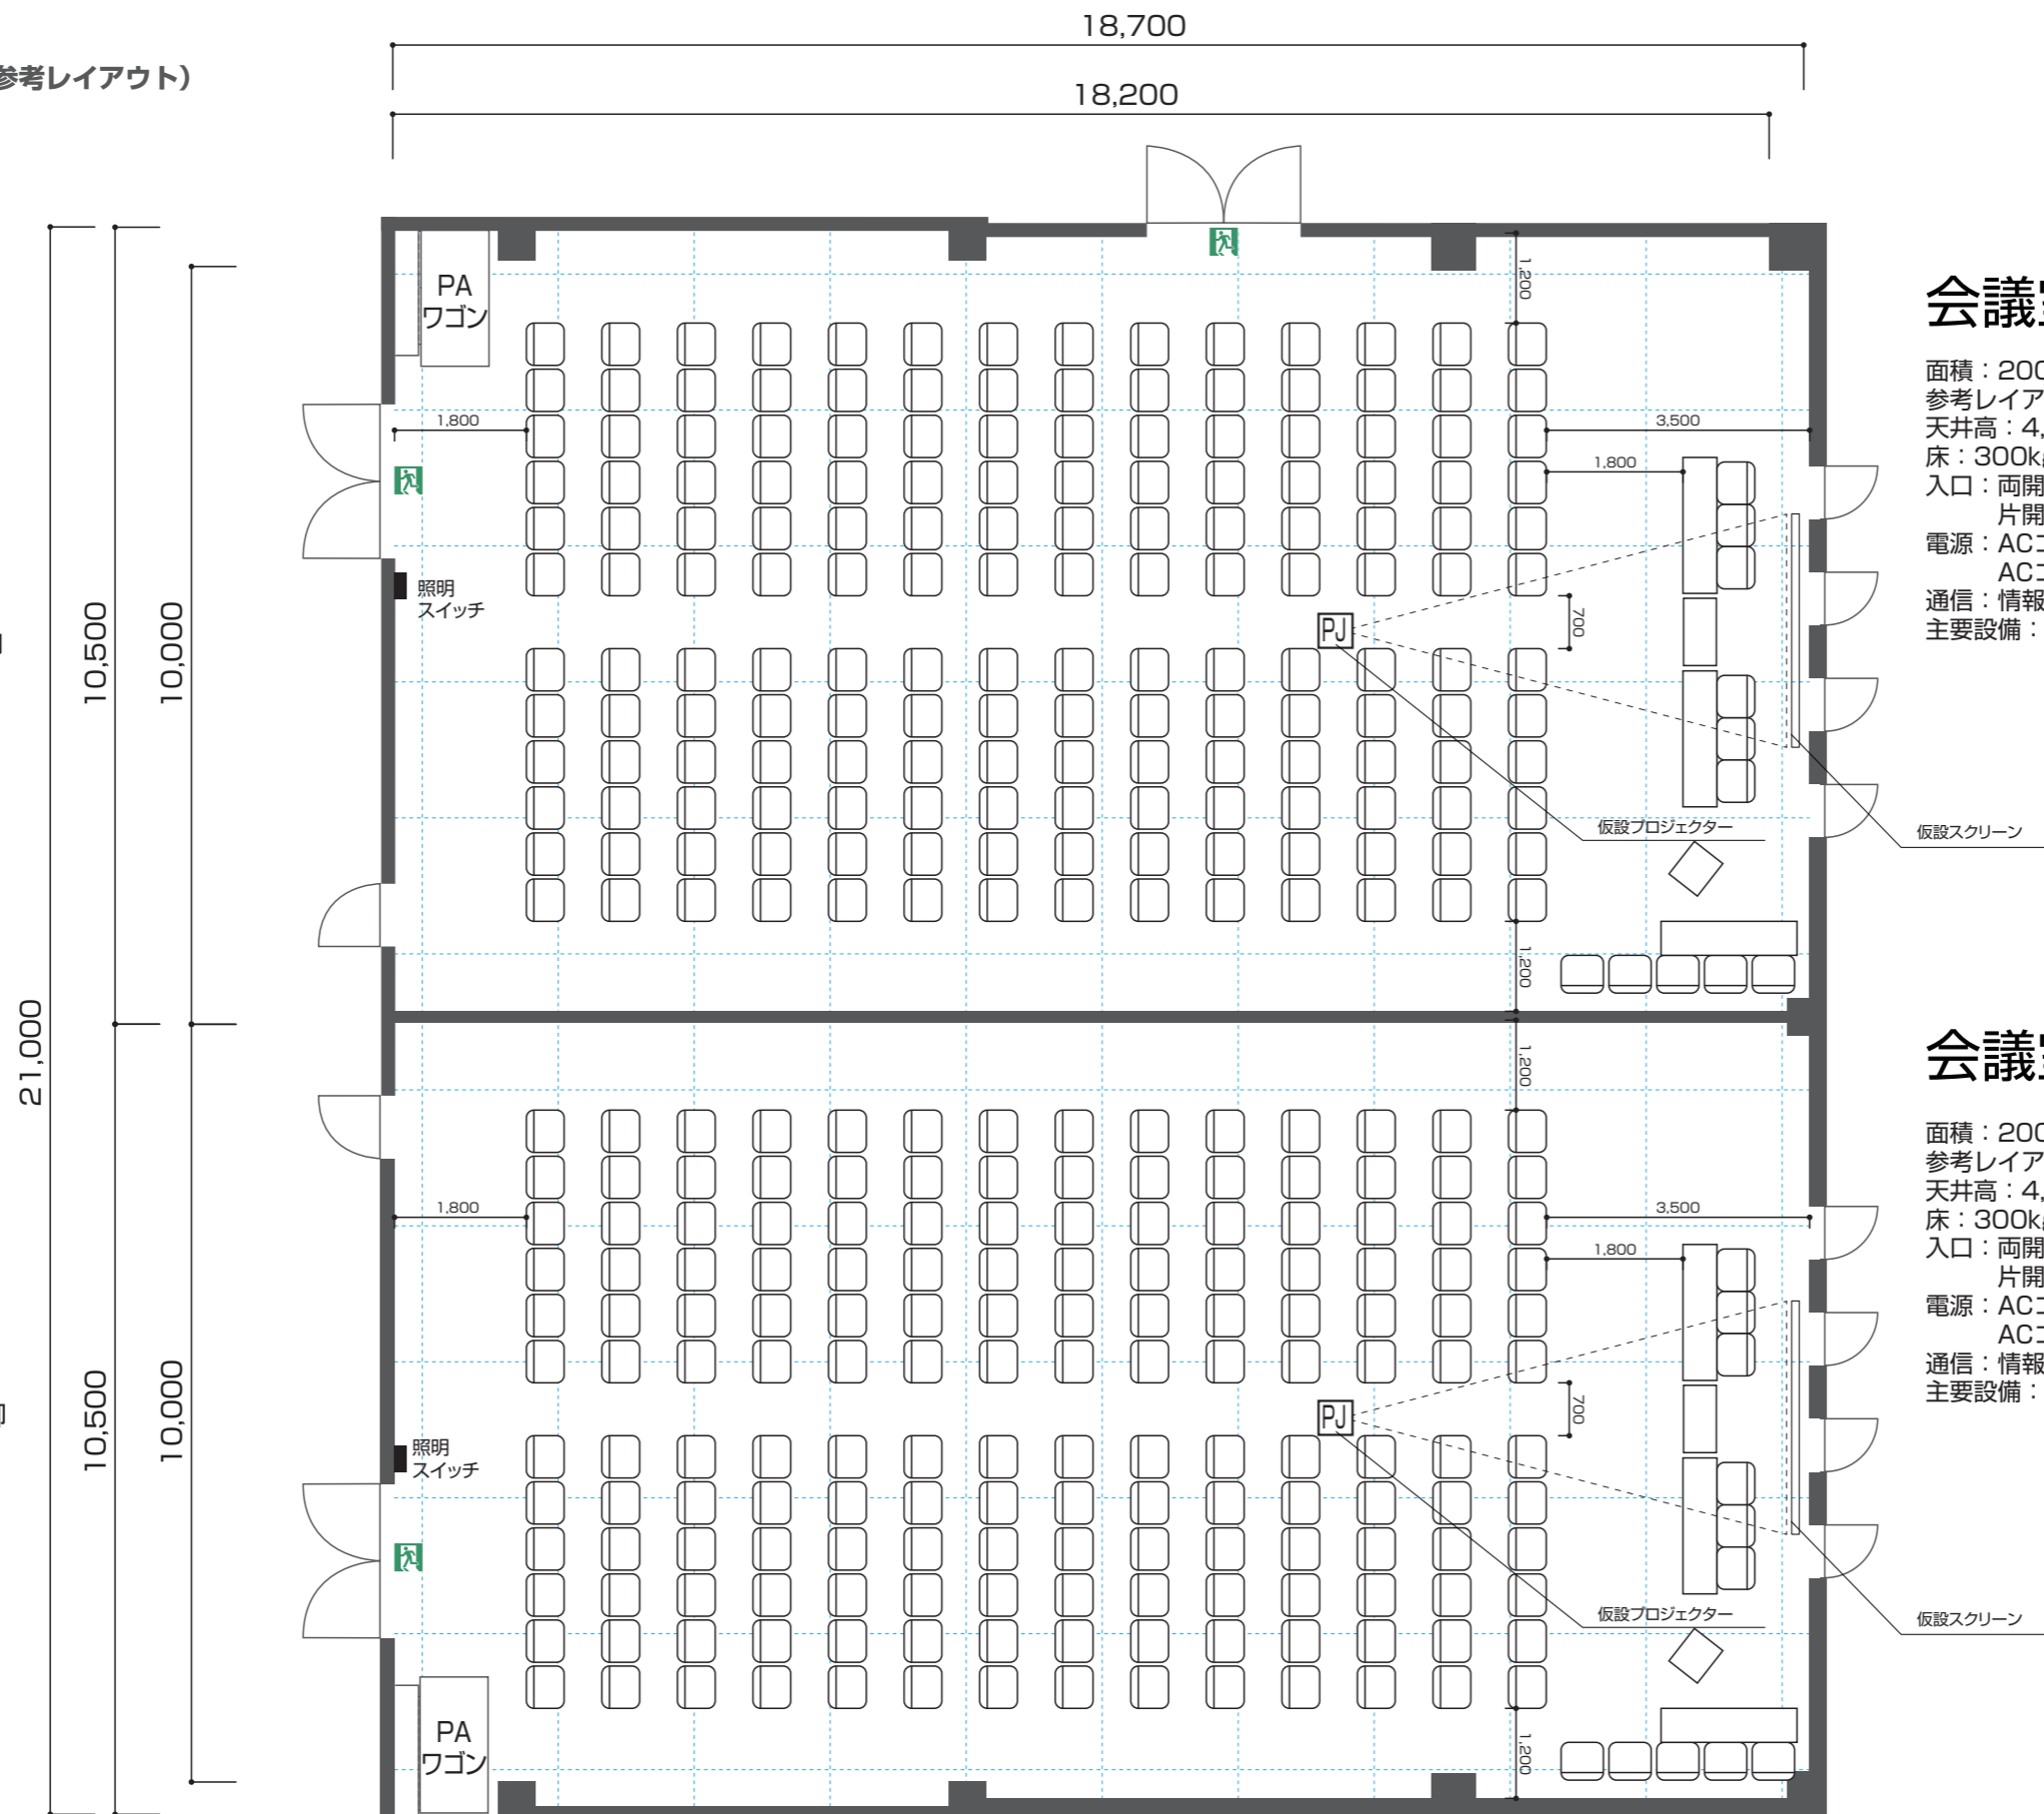 18,700
18,200
参考レイアウト）
21,000
10,500
10,000
10,500
10,000
PA
ワゴン
1,200
1,800
3,500
1,800
照明
スイッチ
PJ
700
仮設プロジェクター
仮設スクリーン
1,200
会議
面積：200
参考レイア
天井高：4,
床：300k
入口：両開
片開
電源：AC
AC
通信：情報
主要設備：
1,200
1,800
3,500
1,800
照明
スイッチ
PJ
700
仮設プロジェクター
仮設スクリーン
PA
ワゴン
1,200
会議
面積：200
参考レイア
天井高：4,
床：300k
入口：両開
片開
電源：AC
AC
通信：情報
主要設備：